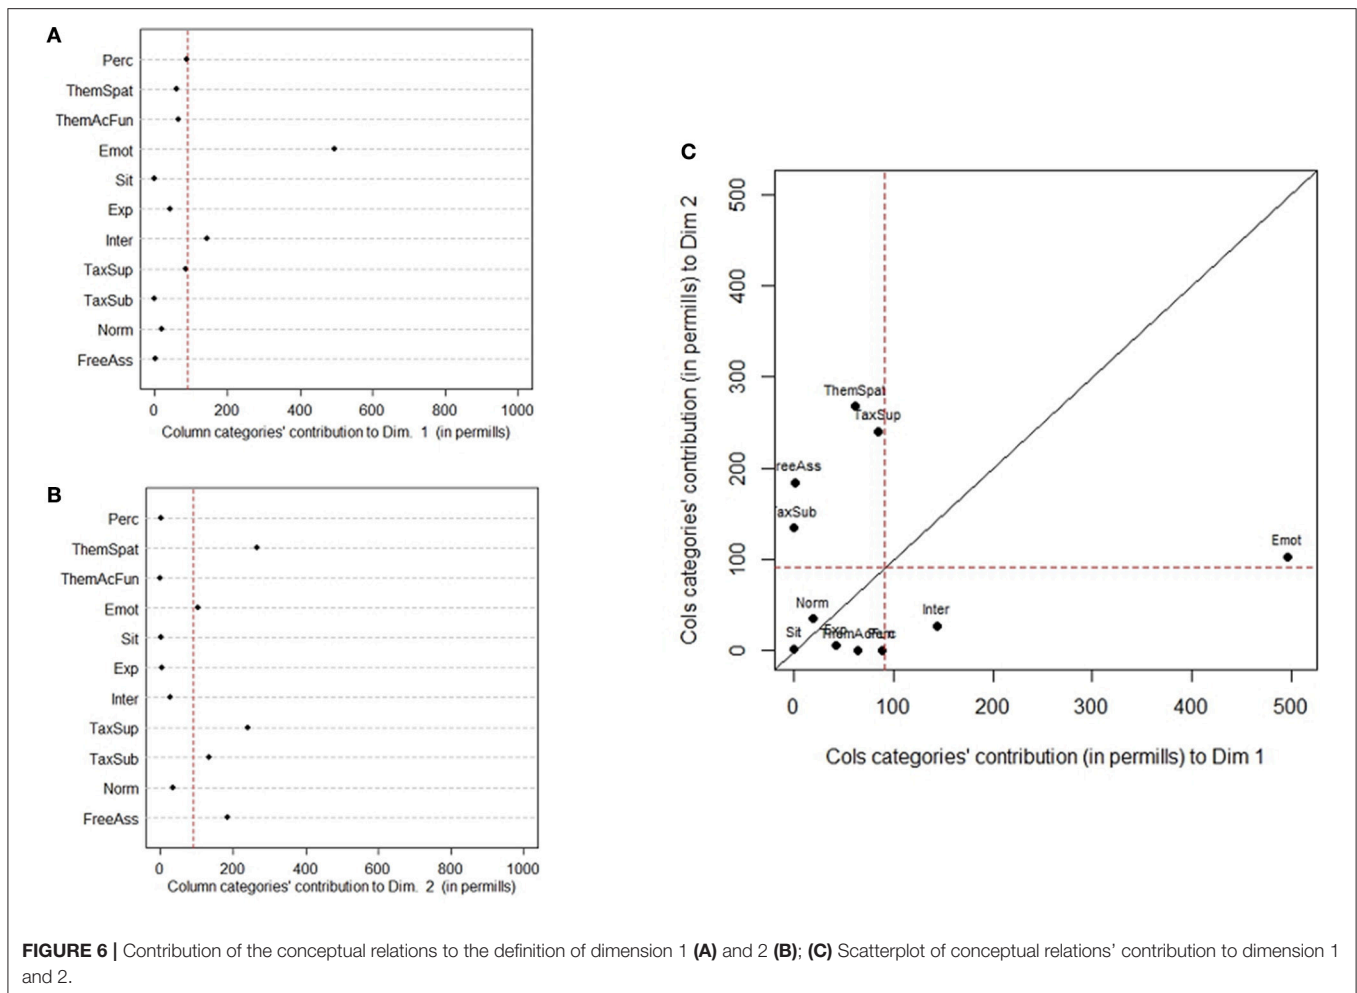 A
Perc
ThemSpat
ThemAcFun
Emot
Sit
Exp
Inter
TaxSup
TaxSub
Norm
FreeAss
0 200 400 600 800 1000
Column categories' contribution to Dim. 1 (in permills)
B
Perc
ThemSpat
ThemAcFun
Emot
Sit
Exp
Inter
TaxSup
TaxSub
Norm
FreeAss
0 200 400 600 800 1000
Column categories' contribution to Dim. 2 (in permills)
C
Cols categories' contribution (in permills) to Dim 2
500
400
300
200
100
0
ThemSpat
TaxSup
reeAss
axSub
Emot
Norm
Inter
Sit
Exp
ThemAcFun
Perc
0 100 200 300 400 500
Cols categories' contribution (in permills) to Dim 1
FIGURE 6 | Contribution of the conceptual relations to the definition of dimension 1 (A) and 2 (B); (C) Scatterplot of conceptual relations' contribution to dimension 1
and 2.